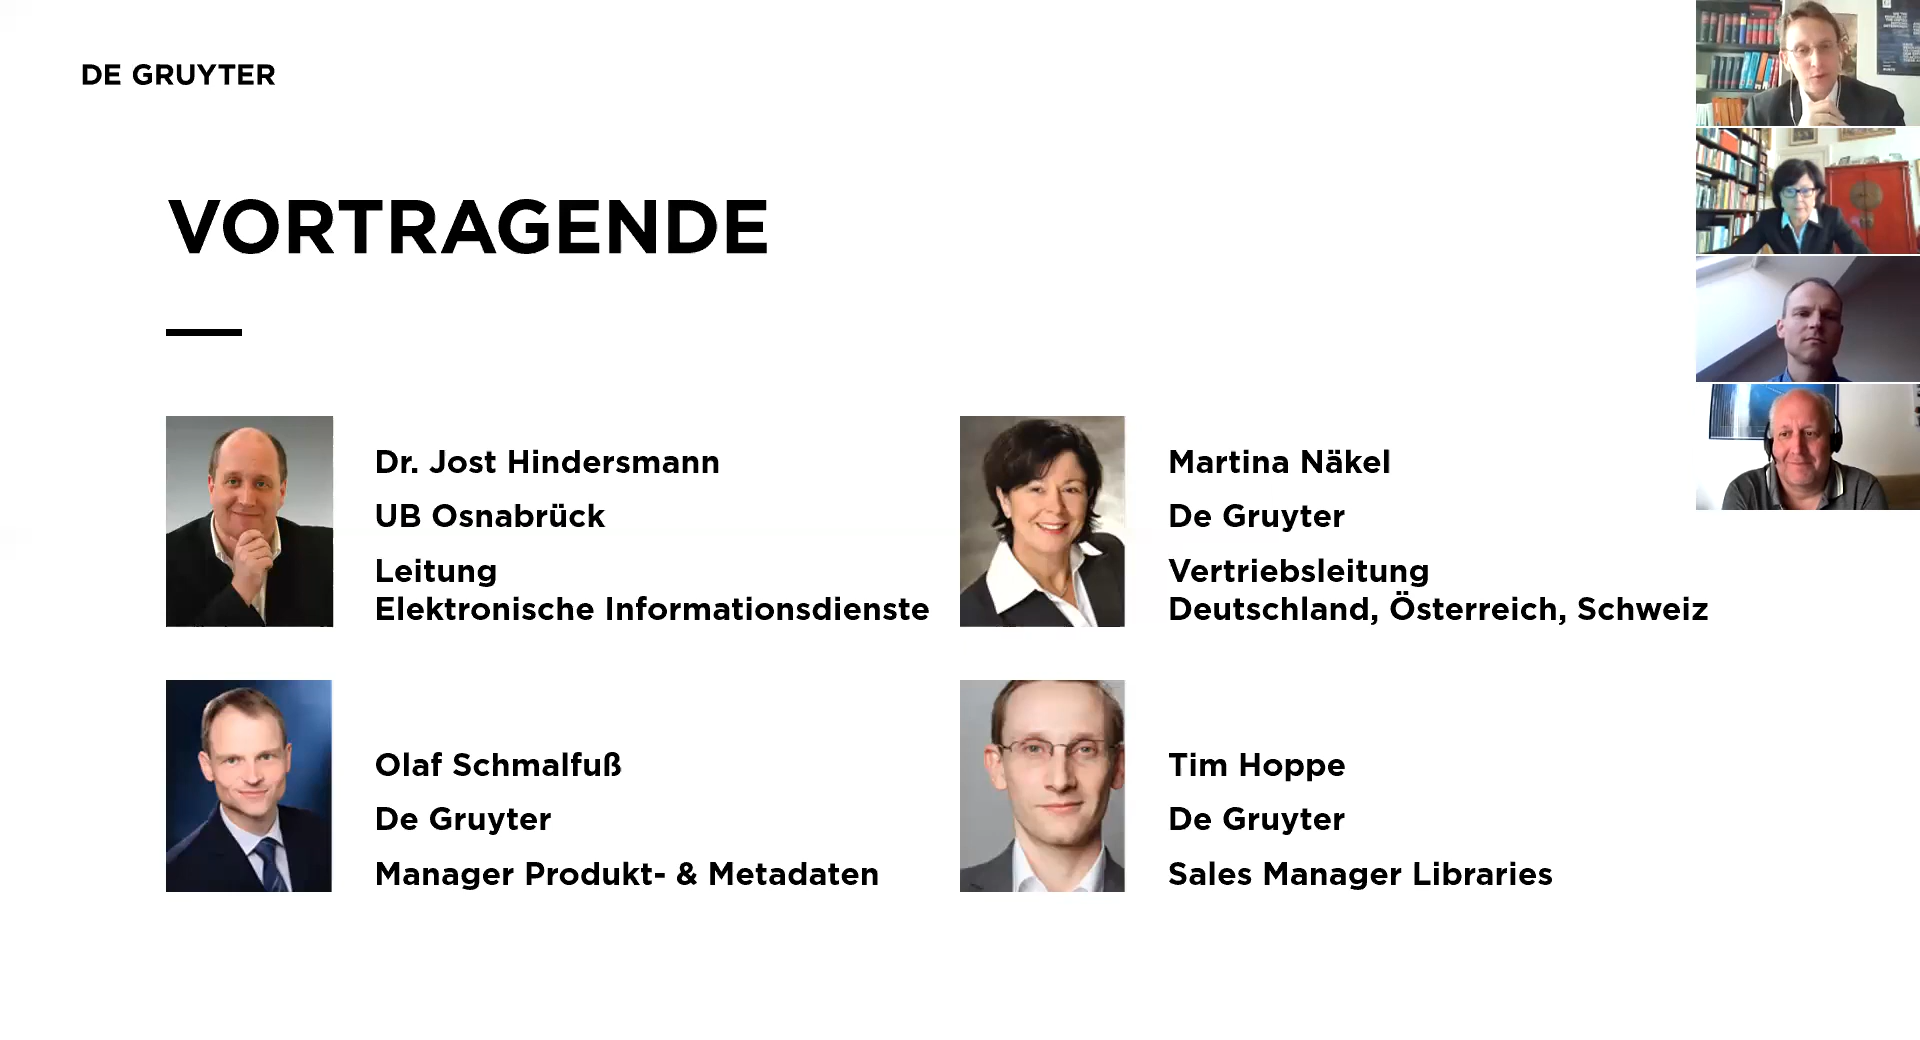 DE GRUYTER
VORTRAGENDE
Dr. Jost Hindersmann
UB Osnabrück
Leitung
Elektronische Informationsdienste
Martina Näkel
De Gruyter
Vertriebsleitung
Deutschland, Österreich, Schweiz
Olaf Schmalfuß
De Gruyter
Manager Produkt- & Metadaten
Tim Hoppe
De Gruyter
Sales Manager Libraries